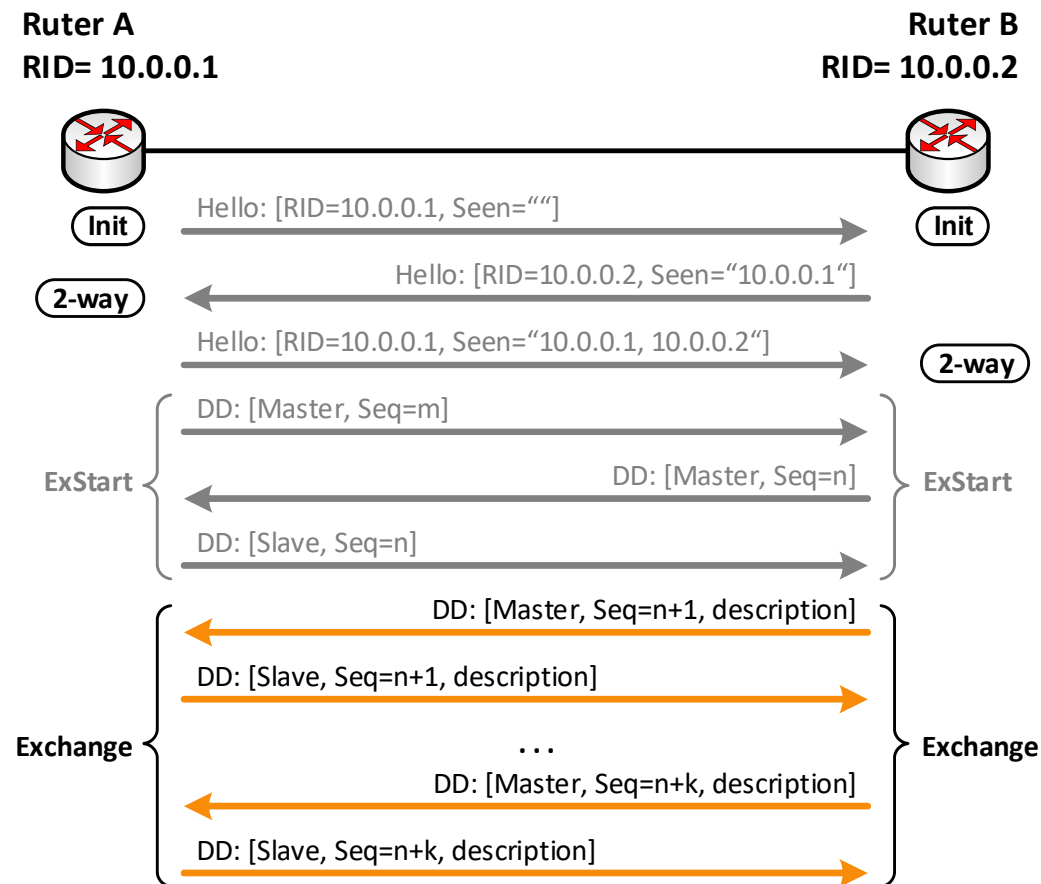 Ruter A
RID= 10.0.0.1
Ruter B
RID= 10.0.0.2
Init
Hello: [RID=10.0.0.1, Seen=““]
Init
2-way
Hello: [RID=10.0.0.2, Seen=“10.0.0.1“]
Hello: [RID=10.0.0.1, Seen=“10.0.0.1, 10.0.0.2“]
2-way
ExStart
DD: [Master, Seq=m]
DD: [Master, Seq=n]
DD: [Slave, Seq=n]
ExStart
Exchange
DD: [Master, Seq=n+1, description]
DD: [Slave, Seq=n+1, description]
...
DD: [Master, Seq=n+k, description]
DD: [Slave, Seq=n+k, description]
Exchange